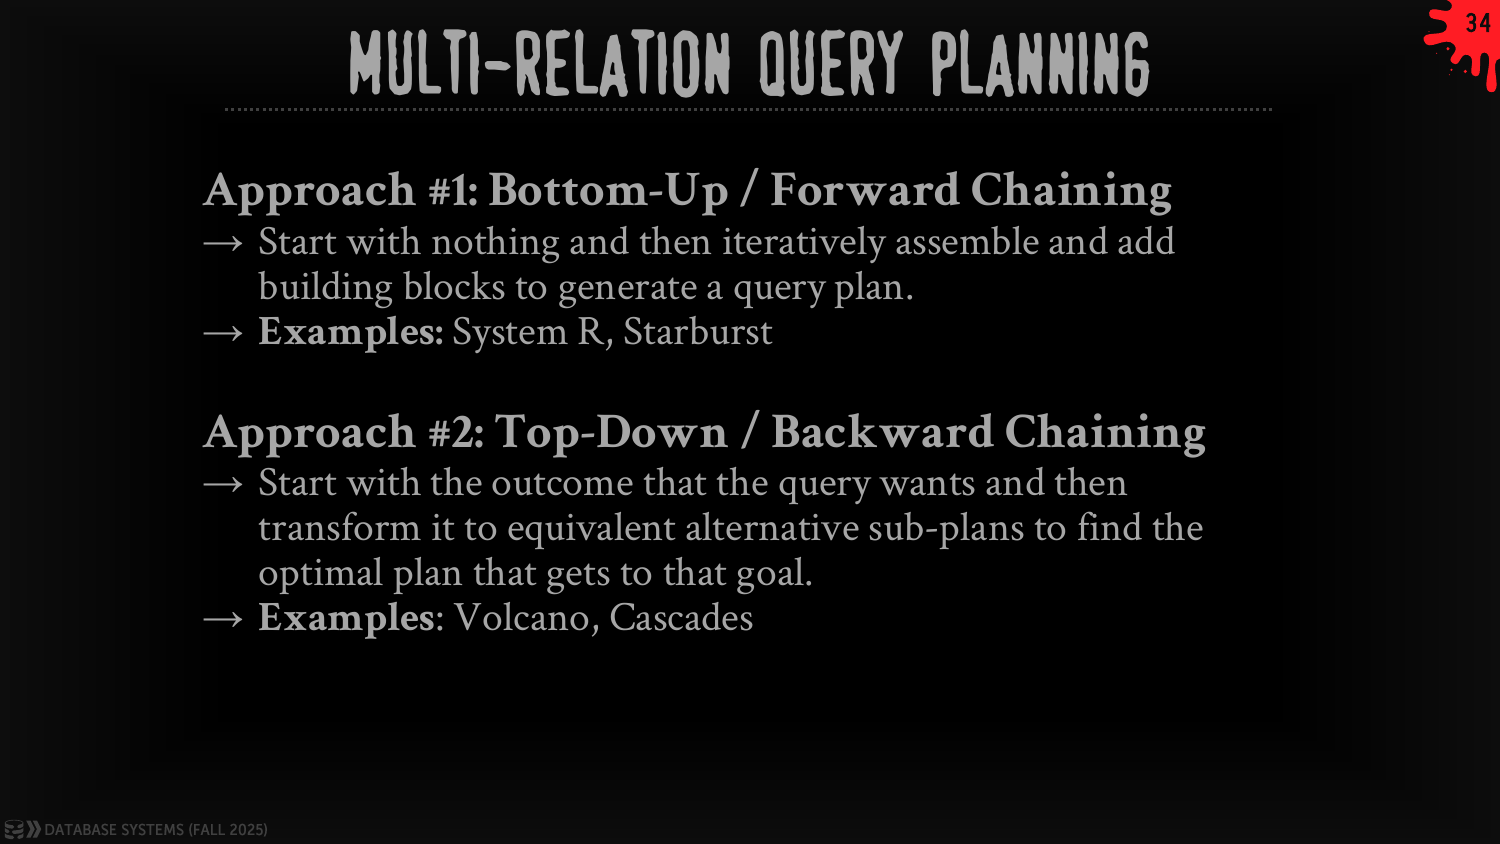 34
MULTI-RELATION QUERY PLANNING
Approach #1: Bottom-Up / Forward Chaining
→ Start with nothing and then iteratively assemble and add
building blocks to generate a query plan.
→ Examples: System R, Starburst
Approach #2: Top-Down / Backward Chaining
→ Start with the outcome that the query wants and then
transform it to equivalent alternative sub-plans to find the
optimal plan that gets to that goal.
→ Examples: Volcano, Cascades
DATABASE SYSTEMS (FALL 2025)